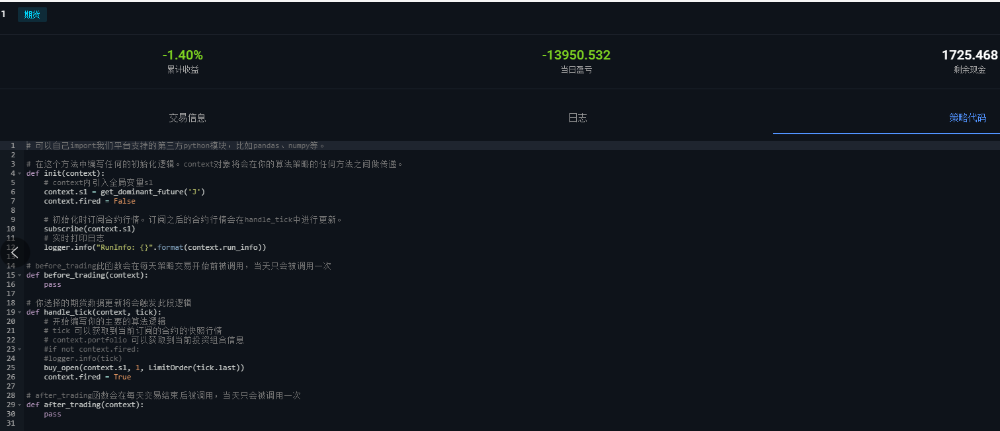 1 期货
-1.40% -13950.532 1725.468
累计收益 当日盈亏 剩余现金
交易信息 日志 策略代码
1 # 可以自己import我们平台支持的第三方python模块，比如pandas、numpy等。
2
3 # 在这个方法中编写任何的初始化逻辑。context对象将会在你的算法策略的任何方法之间做传递。
4 def init(context):
5 # context内引入全局变量s1
6 context.s1 = get_dominant_future('J')
7 context.fired = False
8
9 # 初始化时订阅合约行情。订阅之后的合约行情会在handle_tick中进行更新。
10 subscribe(context.s1)
11 # 实时打印日志
12 logger.info("RunInfo: {}".format(context.run_info))
13
14 # before_trading此函数会在每天策略交易开始前被调用，当天只会被调用一次
15 def before_trading(context):
16 pass
17
18 # 你选择的期货数据更新将会触发此段逻辑
19 def handle_tick(context, tick):
20 # 开始编写你的主要的算法逻辑
21 # tick 可以获取到当前订阅的合约的快照行情
22 # context.portfolio 可以获取到当前投资组合信息
23 #if not context.fired:
24 #logger.info(tick)
25 buy_open(context.s1, 1, LimitOrder(tick.last))
26 context.fired = True
27
28 # after_trading函数会在每天交易结束后被调用，当天只会被调用一次
29 def after_trading(context):
30 pass
31